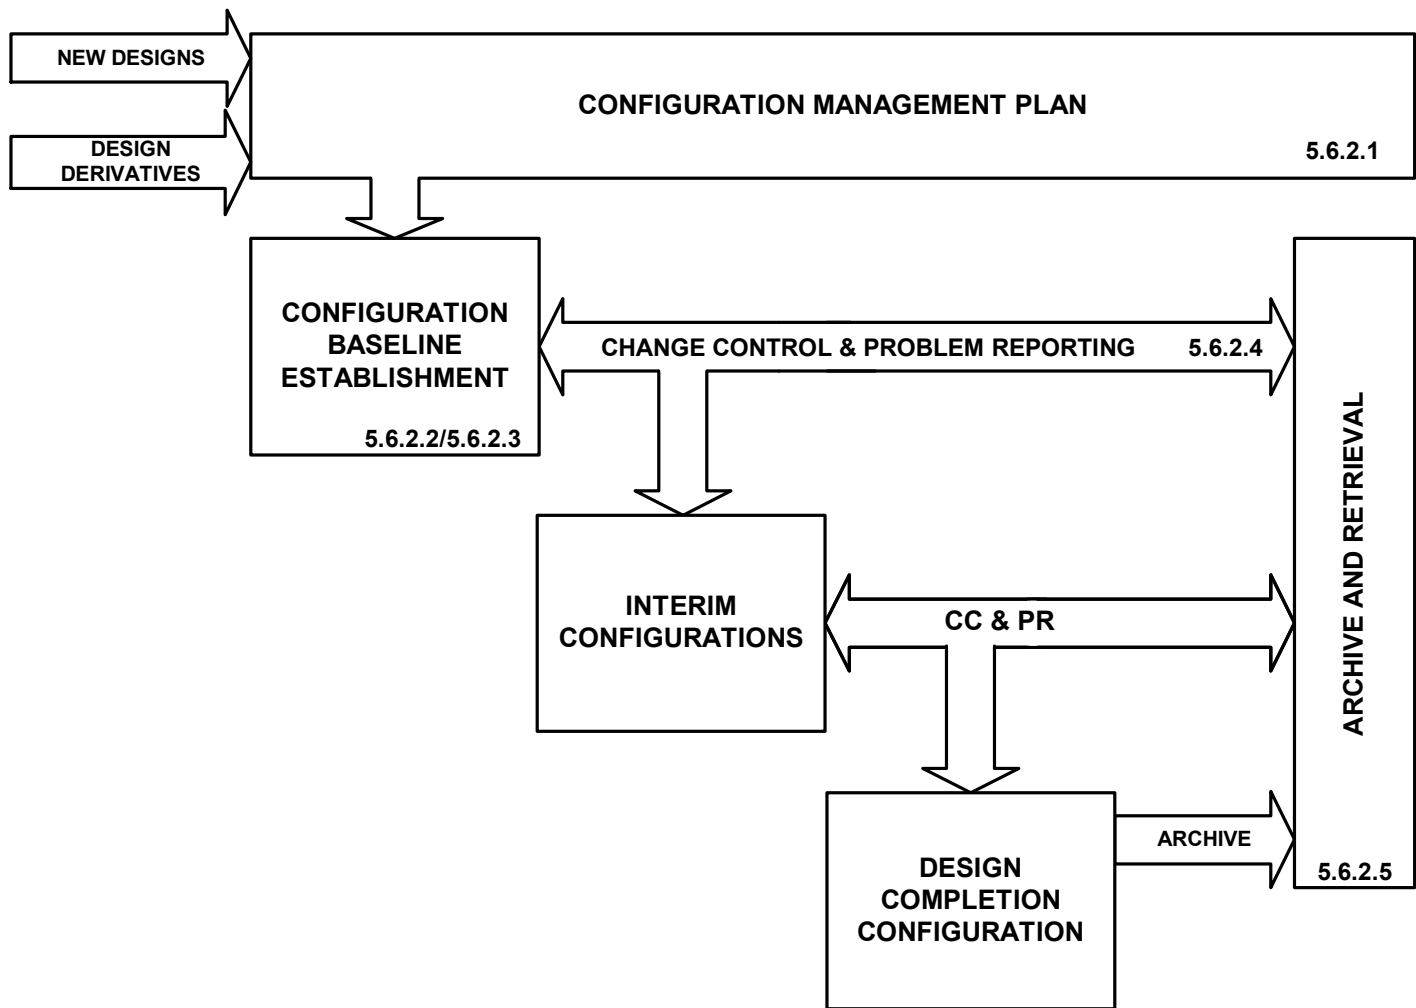 NEW DESIGNS
CONFIGURATION MANAGEMENT PLAN
5.6.2.1
DESIGN
DERIVATIVES
CONFIGURATION
BASELINE
ESTABLISHMENT
5.6.2.2/5.6.2.3
CHANGE CONTROL & PROBLEM REPORTING 5.6.2.4
INTERIM
CONFIGURATIONS
CC & PR
ARCHIVE AND RETRIEVAL
5.6.2.5
DESIGN
COMPLETION
CONFIGURATION
ARCHIVE